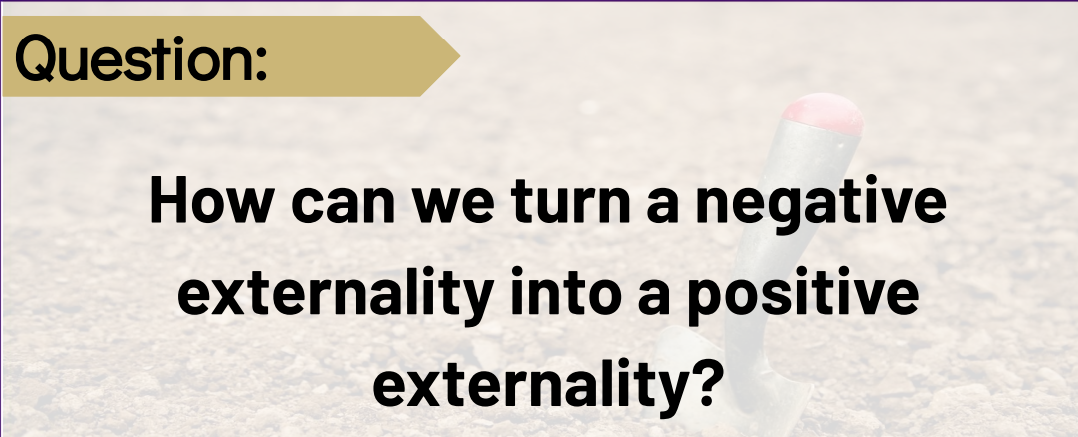 Question:
How can we turn a negative
externality into a positive
externality?